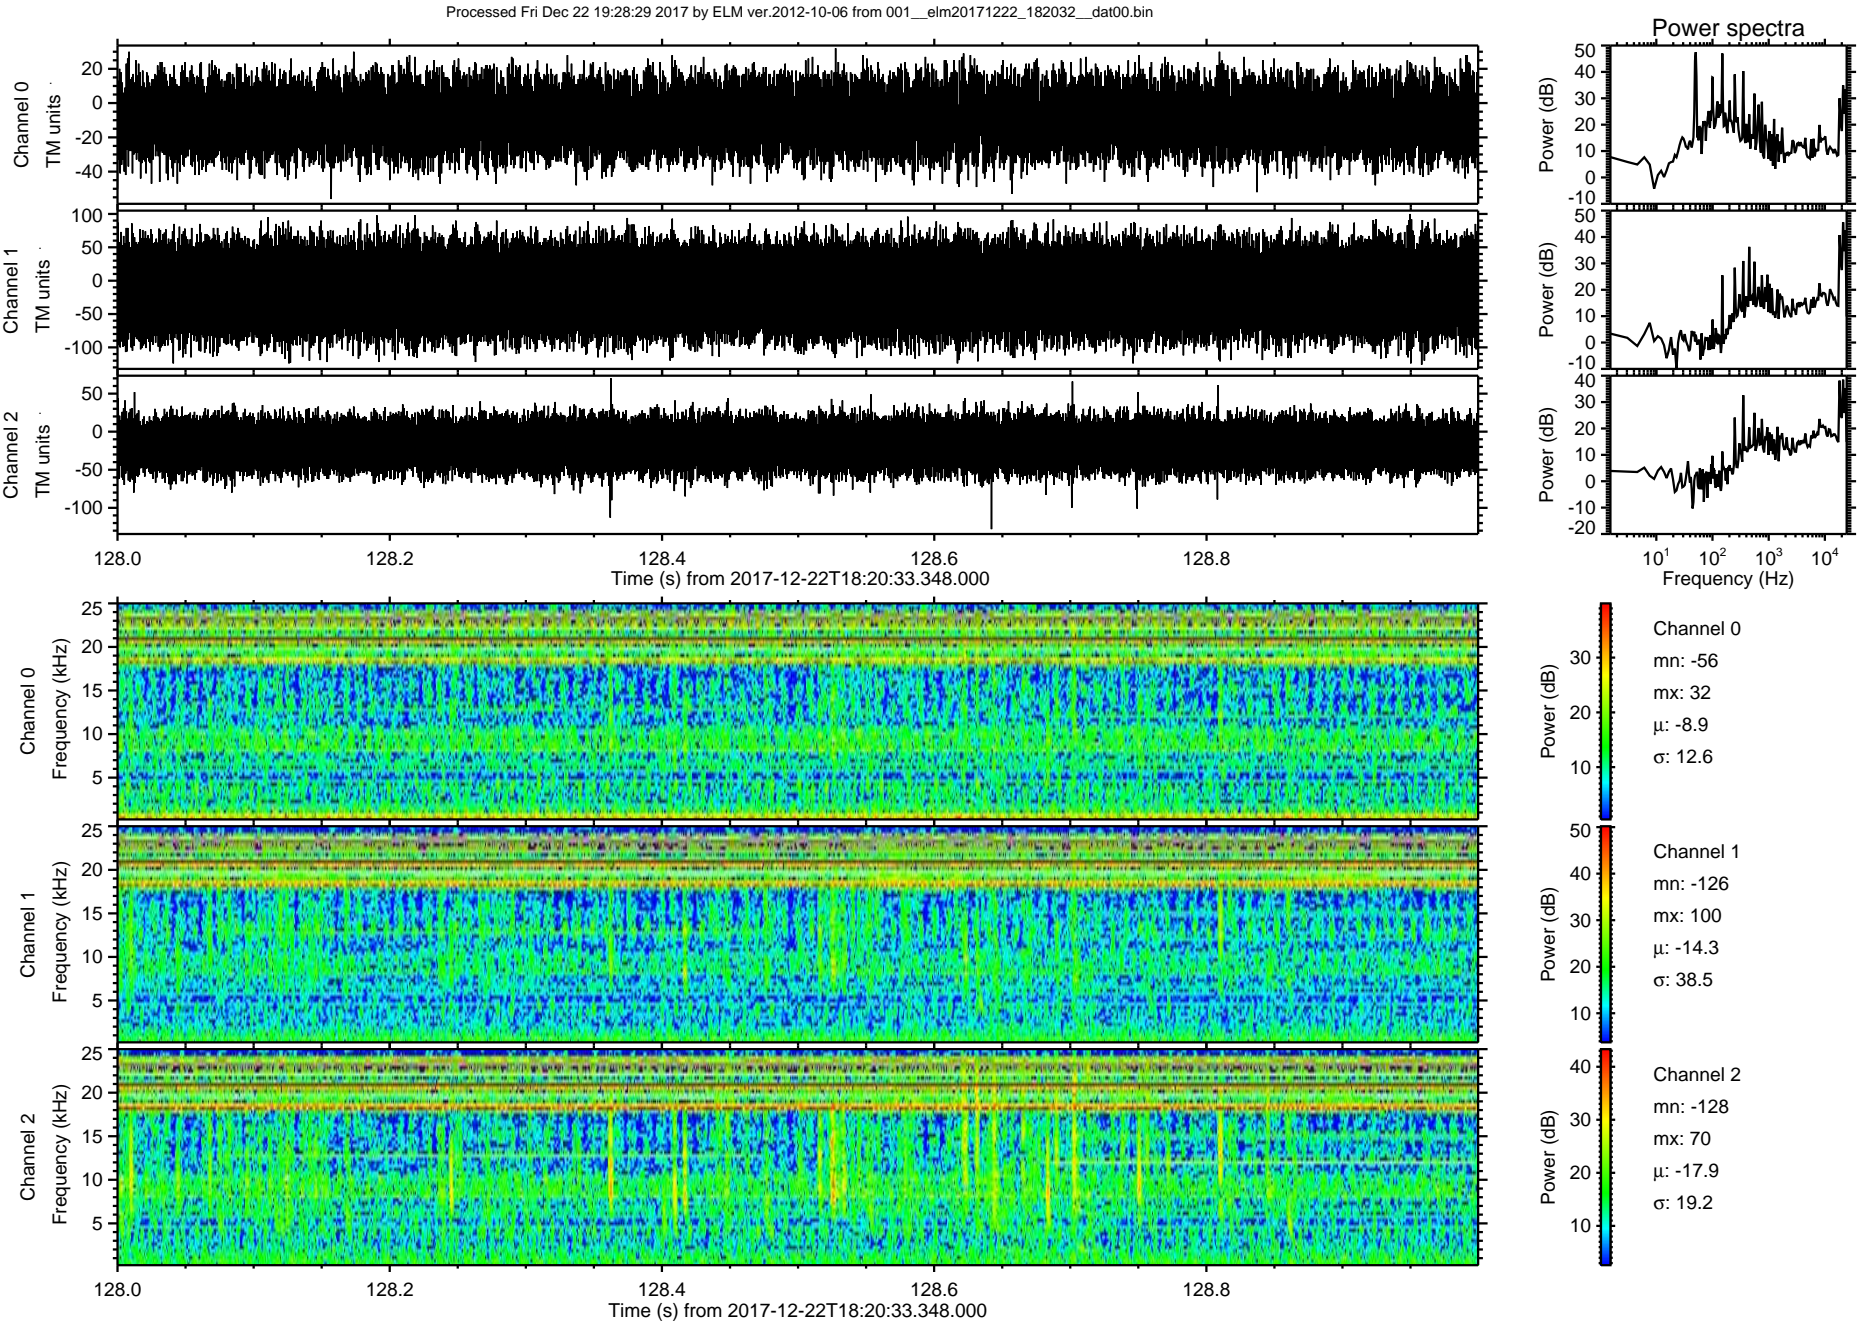 Processed Fri Dec 22 19:28:29 2017 by ELM ver.2012-10-06 from 001__elm20171222_182032__dat00.bin
Power spectra
Channel 0
TM units
20
0
-20
-40
Power (dB)
50
40
30
20
10
0
-10
Channel 1
TM units
100
50
0
-50
-100
Power (dB)
50
40
30
20
10
0
-10
Channel 2
TM units
50
0
-50
-100
Power (dB)
40
30
20
10
0
-10
-20
128.0 128.2 128.4 128.6 128.8
Time (s) from 2017-12-22T18:20:33.348.000
10^1 10^2 10^3 10^4
Frequency (Hz)
Channel 0
Frequency (kHz)
25
20
15
10
5
Power (dB)
30
20
10
Channel 0
mn: -56
mx: 32
μ: -8.9
σ: 12.6
Channel 1
Frequency (kHz)
25
20
15
10
5
Power (dB)
50
40
30
20
10
Channel 1
mn: -126
mx: 100
μ: -14.3
σ: 38.5
Channel 2
Frequency (kHz)
25
20
15
10
5
Power (dB)
40
30
20
10
Channel 2
mn: -128
mx: 70
μ: -17.9
σ: 19.2
128.0 128.2 128.4 128.6 128.8
Time (s) from 2017-12-22T18:20:33.348.000